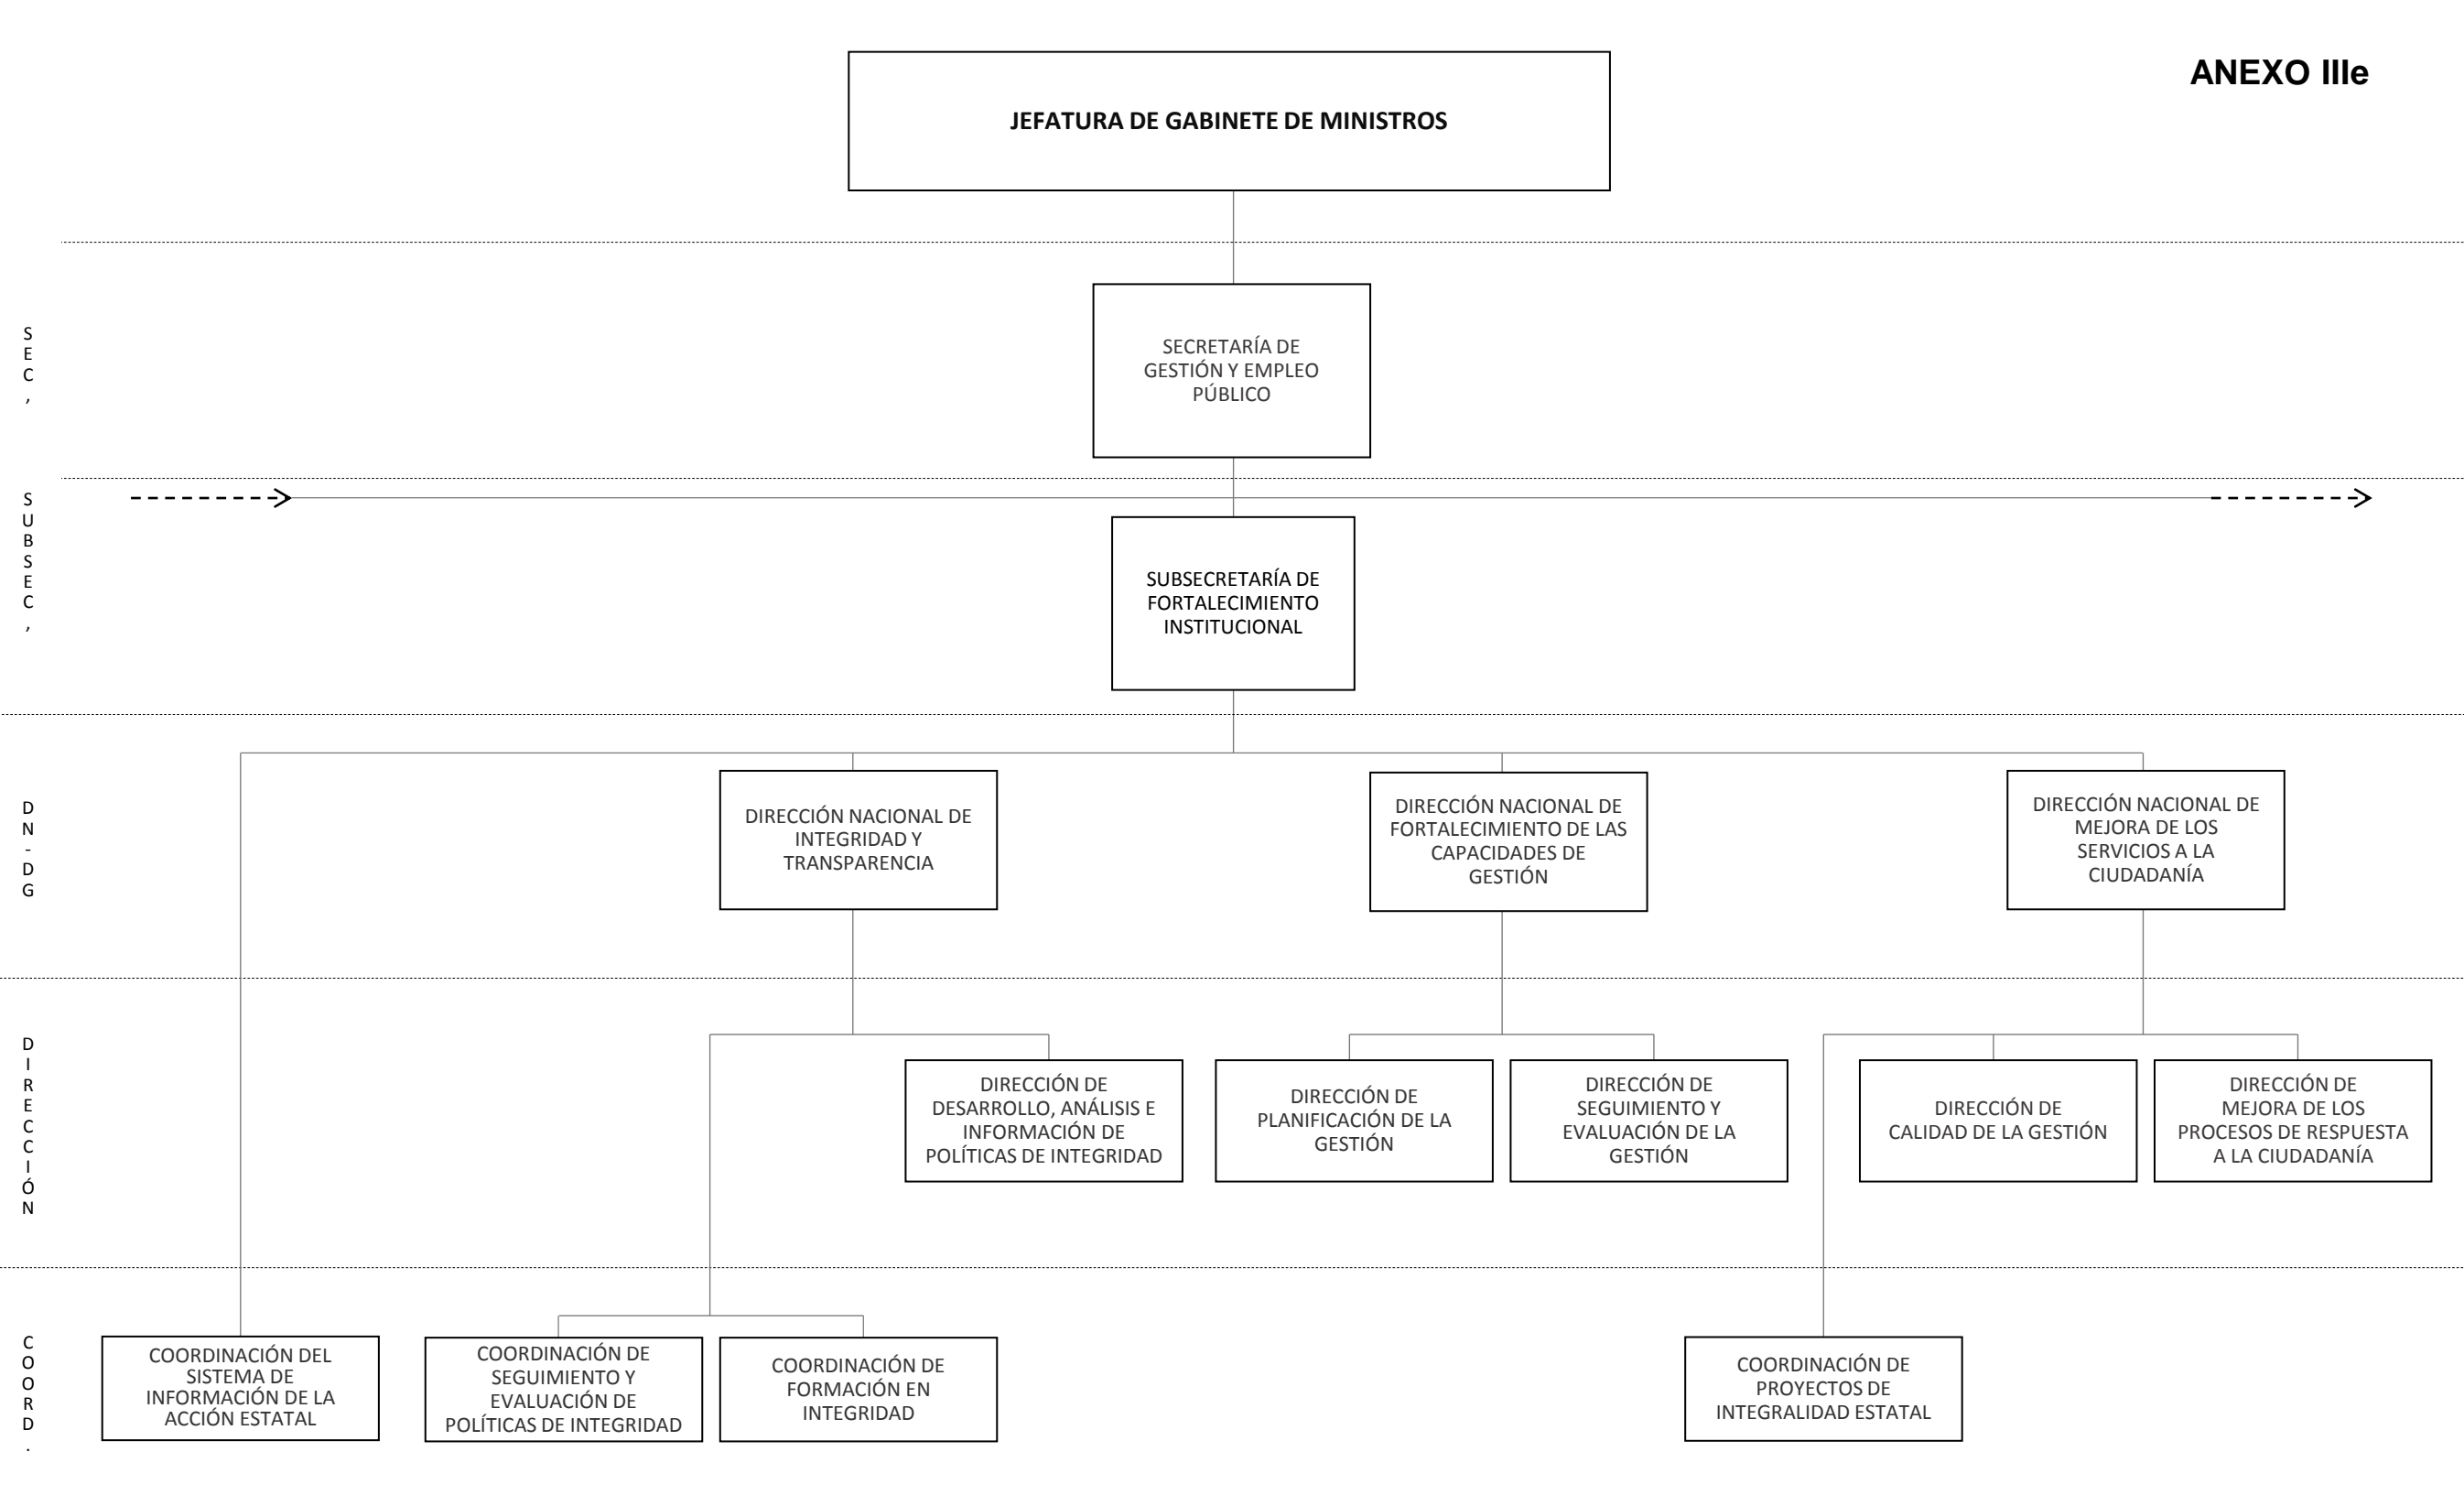 ANEXO IIIe
JEFATURA DE GABINETE DE MINISTROS
S
E
C
,
SECRETARÍA DE
GESTIÓN Y EMPLEO
PÚBLICO
S
U
B
S
E
C
,
SUBSECRETARÍA DE
FORTALECIMIENTO
INSTITUCIONAL
D
N
-
D
G
DIRECCIÓN NACIONAL DE
INTEGRIDAD Y
TRANSPARENCIA
DIRECCIÓN NACIONAL DE
FORTALECIMIENTO DE LAS
CAPACIDADES DE
GESTIÓN
DIRECCIÓN NACIONAL DE
MEJORA DE LOS
SERVICIOS A LA
CIUDADANÍA
D
I
R
E
C
C
I
Ó
N
DIRECCIÓN DE
DESARROLLO, ANÁLISIS E
INFORMACIÓN DE
POLÍTICAS DE INTEGRIDAD
DIRECCIÓN DE
PLANIFICACIÓN DE LA
GESTIÓN
DIRECCIÓN DE
SEGUIMIENTO Y
EVALUACIÓN DE LA
GESTIÓN
DIRECCIÓN DE
CALIDAD DE LA GESTIÓN
DIRECCIÓN DE
MEJORA DE LOS
PROCESOS DE RESPUESTA
A LA CIUDADANÍA
C
O
O
R
D
.
COORDINACIÓN DEL
SISTEMA DE
INFORMACIÓN DE LA
ACCIÓN ESTATAL
COORDINACIÓN DE
SEGUIMIENTO Y
EVALUACIÓN DE
POLÍTICAS DE INTEGRIDAD
COORDINACIÓN DE
FORMACIÓN EN
INTEGRIDAD
COORDINACIÓN DE
PROYECTOS DE
INTEGRALIDAD ESTATAL